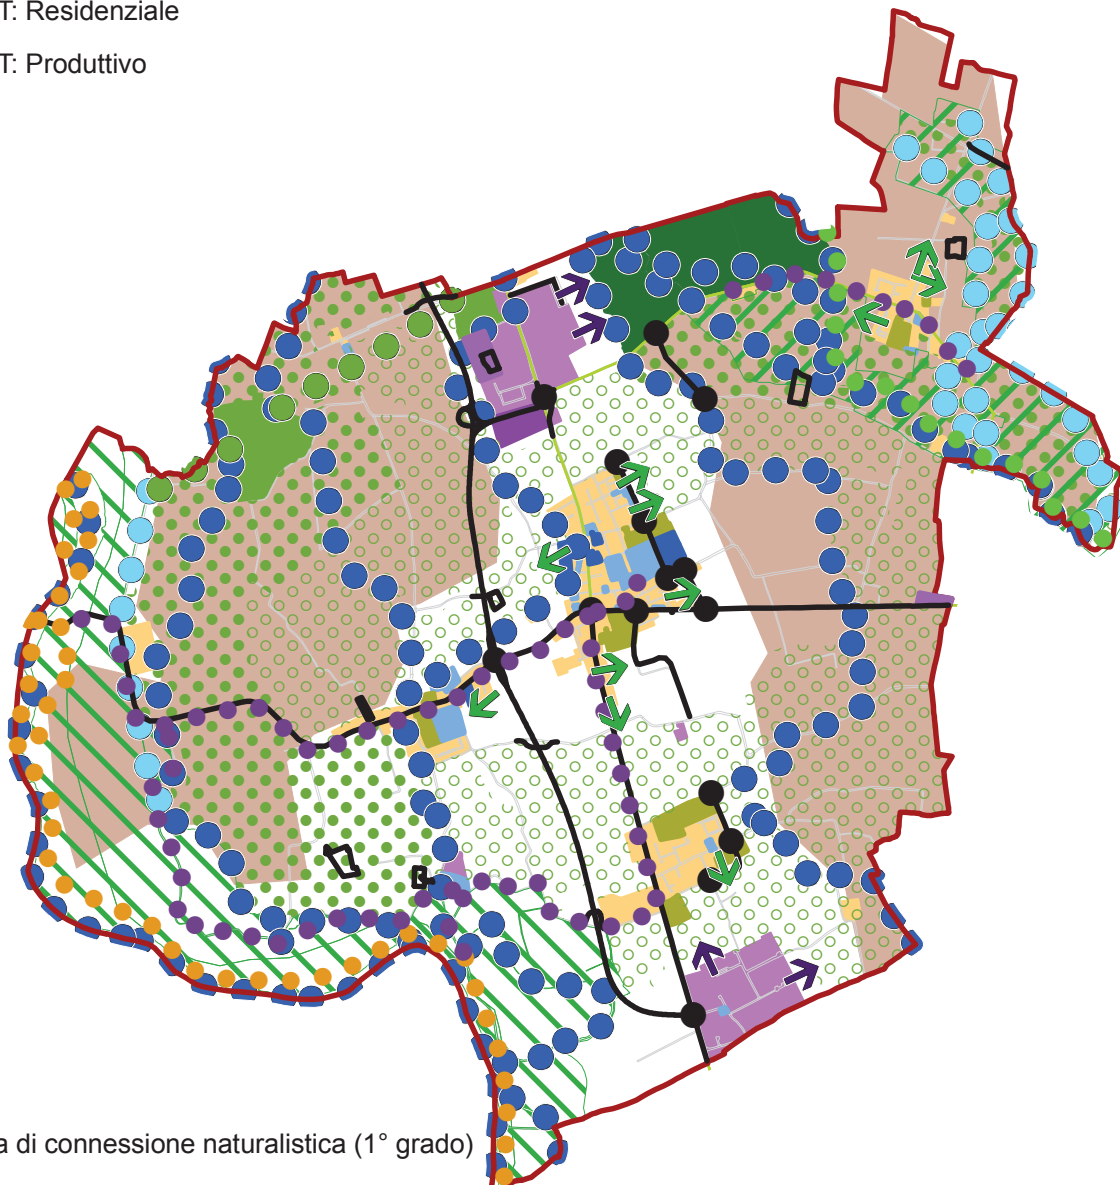 T: Residenziale
T: Produttivo
a di connessione naturalistica (1° grado)